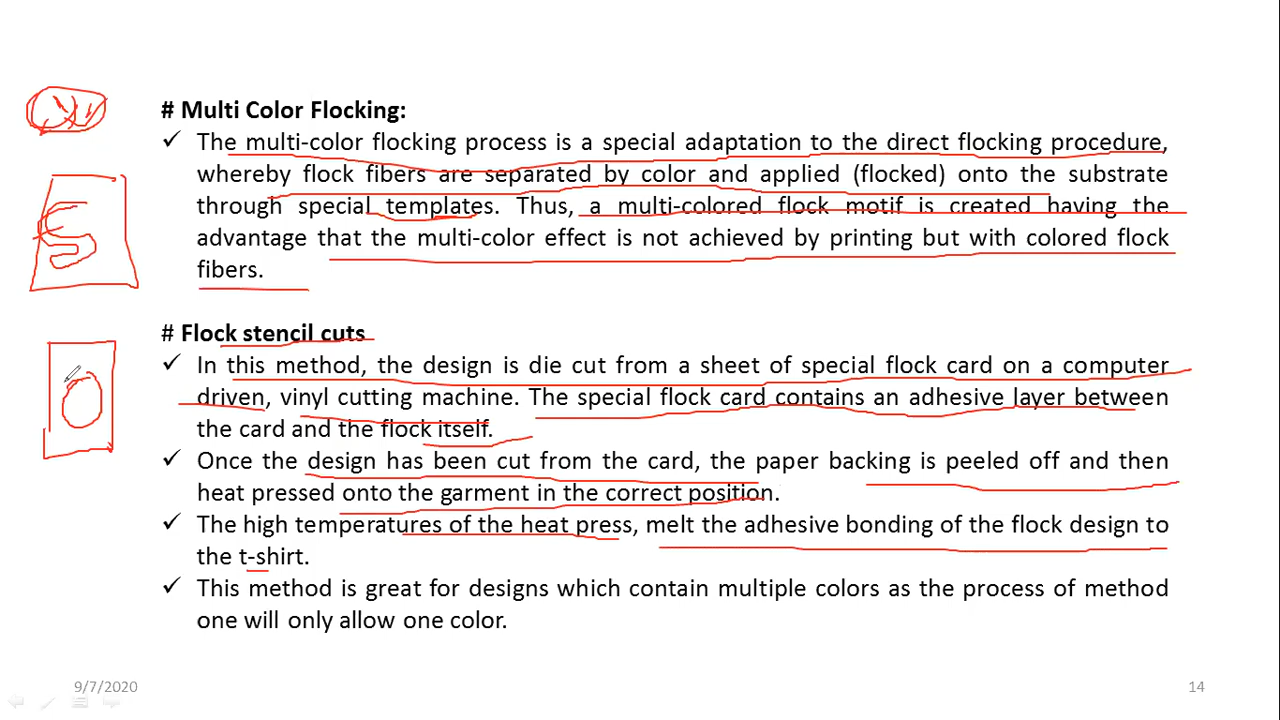 # Multi Color Flocking:
✓ The multi-color flocking process is a special adaptation to the direct flocking procedure,
whereby flock fibers are separated by color and applied (flocked) onto the substrate
through special templates. Thus, a multi-colored flock motif is created having the
advantage that the multi-color effect is not achieved by printing but with colored flock
fibers.
# Flock stencil cuts
✓ In this method, the design is die cut from a sheet of special flock card on a computer
driven, vinyl cutting machine. The special flock card contains an adhesive layer between
the card and the flock itself.
✓ Once the design has been cut from the card, the paper backing is peeled off and then
heat pressed onto the garment in the correct position.
✓ The high temperatures of the heat press, melt the adhesive bonding of the flock design to
the t-shirt.
✓ This method is great for designs which contain multiple colors as the process of method
one will only allow one color.
9/7/2020
14